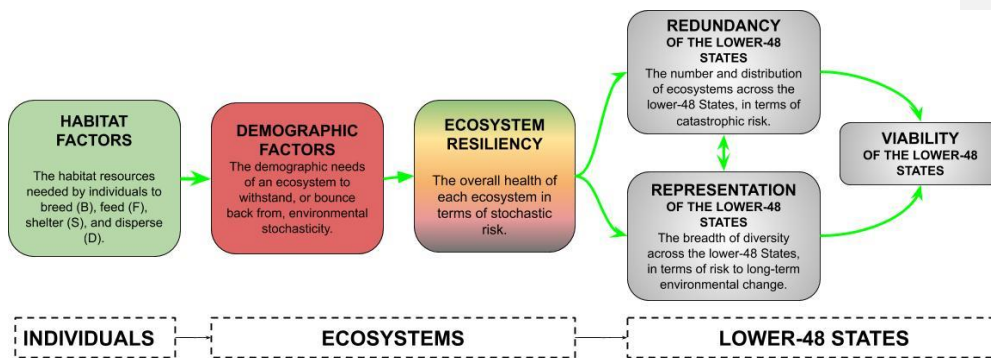 HABITAT
FACTORS
The habitat resources
needed by individuals to
breed (B), feed (F),
shelter (S), and disperse
(D).
DEMOGRAPHIC
FACTORS
The demographic needs
of an ecosystem to
withstand, or bounce
back from, environmental
stochasticity.
ECOSYSTEM
RESILIENCY
The overall health of
each ecosystem in
terms of stochastic
risk.
REDUNDANCY
OF THE LOWER-48
STATES
The number and distribution
of ecosystems across the
lower-48 States, in terms of
catastrophic risk.
REPRESENTATION
OF THE LOWER-48
STATES
The breadth of diversity
across the lower-48 States,
in terms of risk to long-term
environmental change.
VIABILITY
OF THE LOWER-48
STATES
INDIVIDUALS
ECOSYSTEMS
LOWER-48 STATES